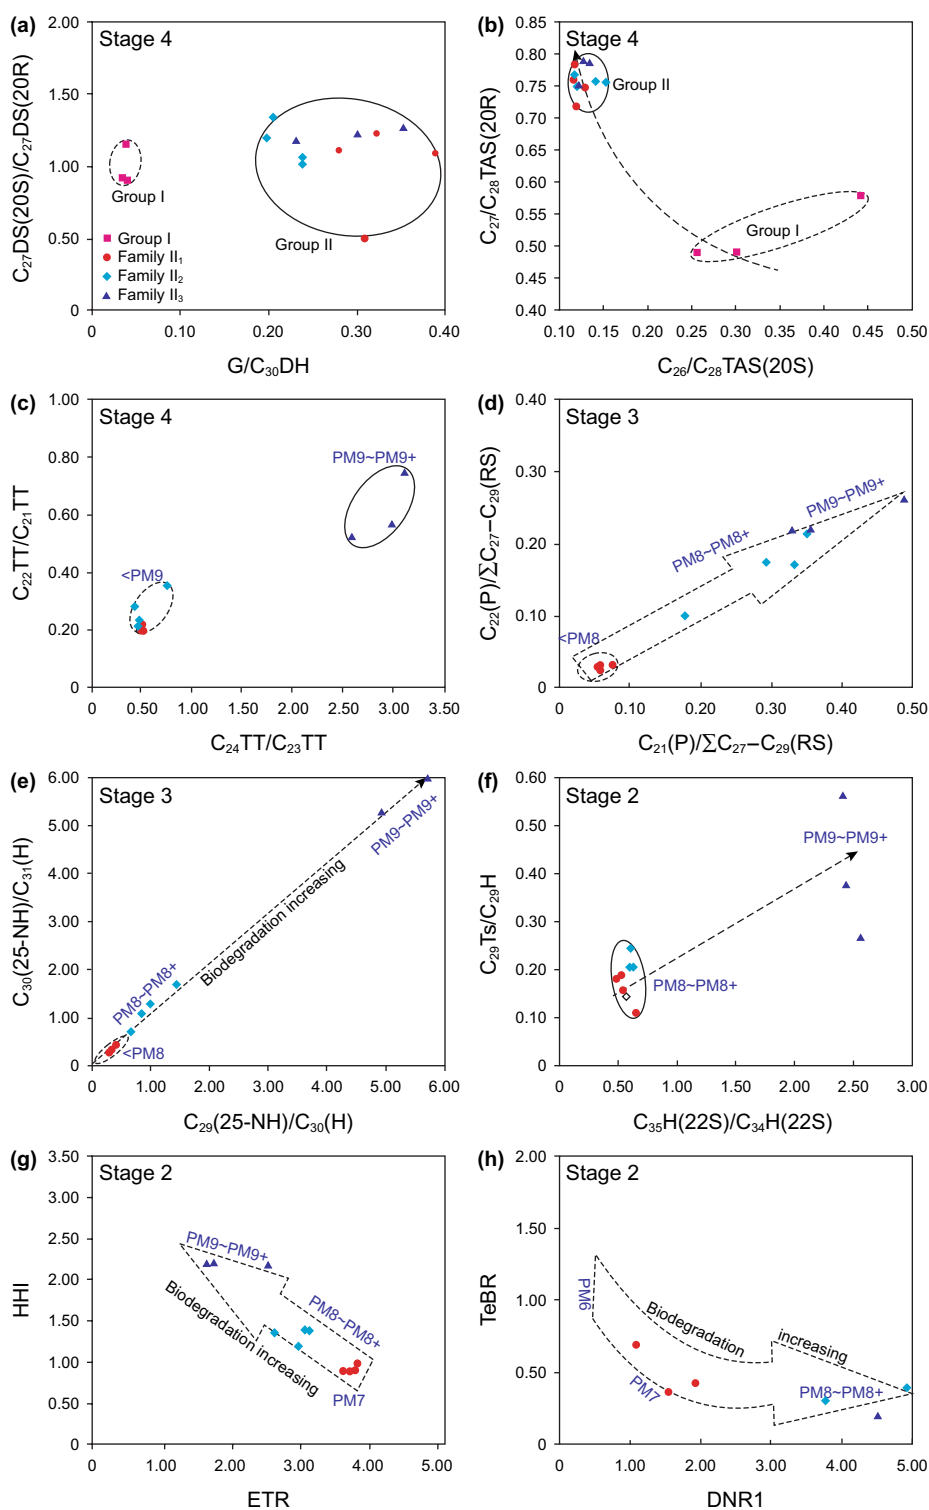 (a)
Stage 4
2.00
1.50
1.00
0.50
0
0
0.10
0.20
0.30
0.40
C27DS(20S)/C27DS(20R)
G/C30DH
Group I
Group II
Group I
Family II1
Family II2
Family II3
(b)
Stage 4
0.85
0.80
0.75
0.70
0.65
0.60
0.55
0.50
0.45
0.40
0.10
0.15
0.20
0.25
0.30
0.35
0.40
0.45
0.50
C27/C28TAS(20R)
C26/C28TAS(20S)
Group II
Group I
(c)
Stage 4
1.00
0.80
0.60
0.40
0.20
0
0
0.50
1.00
1.50
2.00
2.50
3.00
3.50
C22TT/C21TT
C24TT/C23TT
PM9~PM9+
<PM9
(d)
Stage 3
0.40
0.30
0.20
0.10
0
0
0.10
0.20
0.30
0.40
0.50
C22(P)/∑C27–C29(RS)
C21(P)/∑C27–C29(RS)
PM9~PM9+
PM8~PM8+
<PM8
(e)
Stage 3
6.00
5.00
4.00
3.00
2.00
1.00
0
0
1.00
2.00
3.00
4.00
5.00
6.00
C30(25-NH)/C31(H)
C29(25-NH)/C30(H)
PM9~PM9+
Biodegradation increasing
PM8~PM8+
<PM8
(f)
Stage 2
0.60
0.50
0.40
0.30
0.20
0.10
0
0
0.50
1.00
1.50
2.00
2.50
3.00
C29Ts/C29H
C35H(22S)/C34H(22S)
PM9~PM9+
PM8~PM8+
(g)
Stage 2
3.50
3.00
2.50
2.00
1.50
1.00
0.50
0
0
1.00
2.00
3.00
4.00
5.00
HHI
ETR
PM9~PM9+
PM8~PM8+
Biodegradation increasing
PM7
(h)
Stage 2
2.00
1.50
1.00
0.50
0
0
1.00
2.00
3.00
4.00
5.00
TeBR
DNR1
PM6
Biodegradation
increasing
PM7
PM8~PM8+